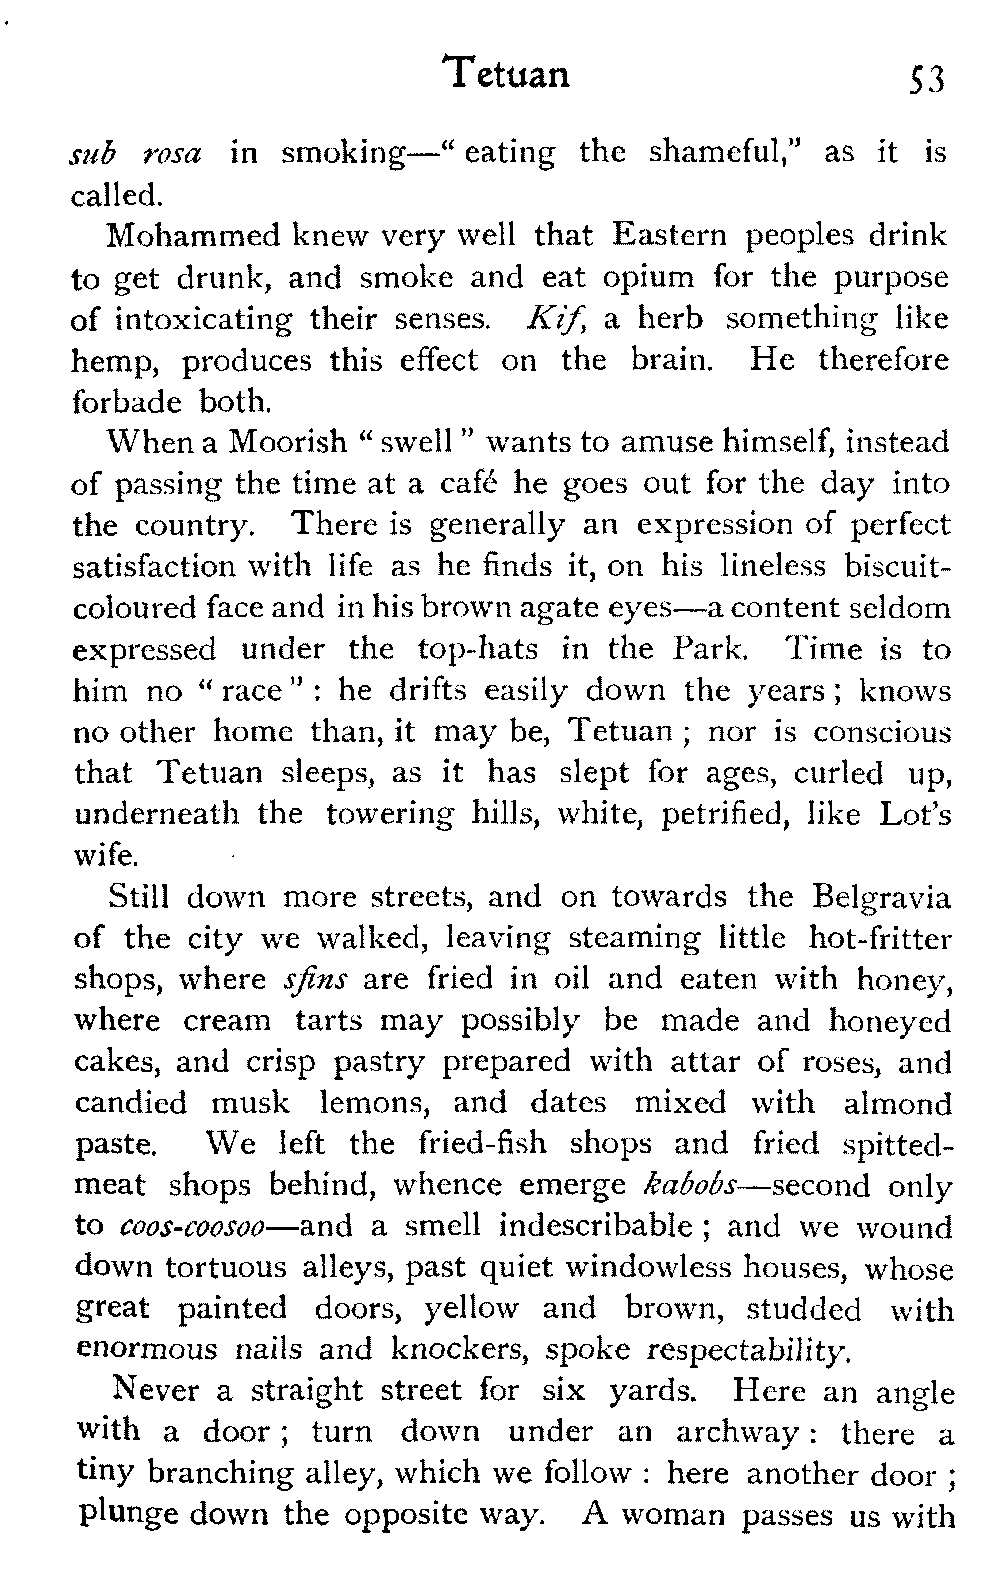 Tetuan 53
sub rosa in smoking—“ eating the shameful,” as it is
called.
Mohammed knew very well that Eastern peoples drink
to get drunk, and smoke and eat opium for the purpose
of intoxicating their senses. Kif, a herb something like
hemp, produces this effect on the brain. He therefore
forbade both.
When a Moorish “ swell ” wants to amuse himself, instead
of passing the time at a café he goes out for the day into
the country. There is generally an expression of perfect
satisfaction with life as he finds it, on his lineless biscuit-
coloured face and in his brown agate eyes—a content seldom
expressed under the top-hats in the Park. Time is to
him no “ race ” : he drifts easily down the years ; knows
no other home than, it may be, Tetuan ; nor is conscious
that Tetuan sleeps, as it has slept for ages, curled up,
underneath the towering hills, white, petrified, like Lot’s
wife.
Still down more streets, and on towards the Belgravia
of the city we walked, leaving steaming little hot-fritter
shops, where sfins are fried in oil and eaten with honey,
where cream tarts may possibly be made and honeyed
cakes, and crisp pastry prepared with attar of roses, and
candied musk lemons, and dates mixed with almond
paste. We left the fried-fish shops and fried spitted-
meat shops behind, whence emerge kabobs—second only
to coos-coosoo—and a smell indescribable ; and we wound
down tortuous alleys, past quiet windowless houses, whose
great painted doors, yellow and brown, studded with
enormous nails and knockers, spoke respectability.
Never a straight street for six yards. Here an angle
with a door ; turn down under an archway : there a
tiny branching alley, which we follow : here another door ;
plunge down the opposite way. A woman passes us with